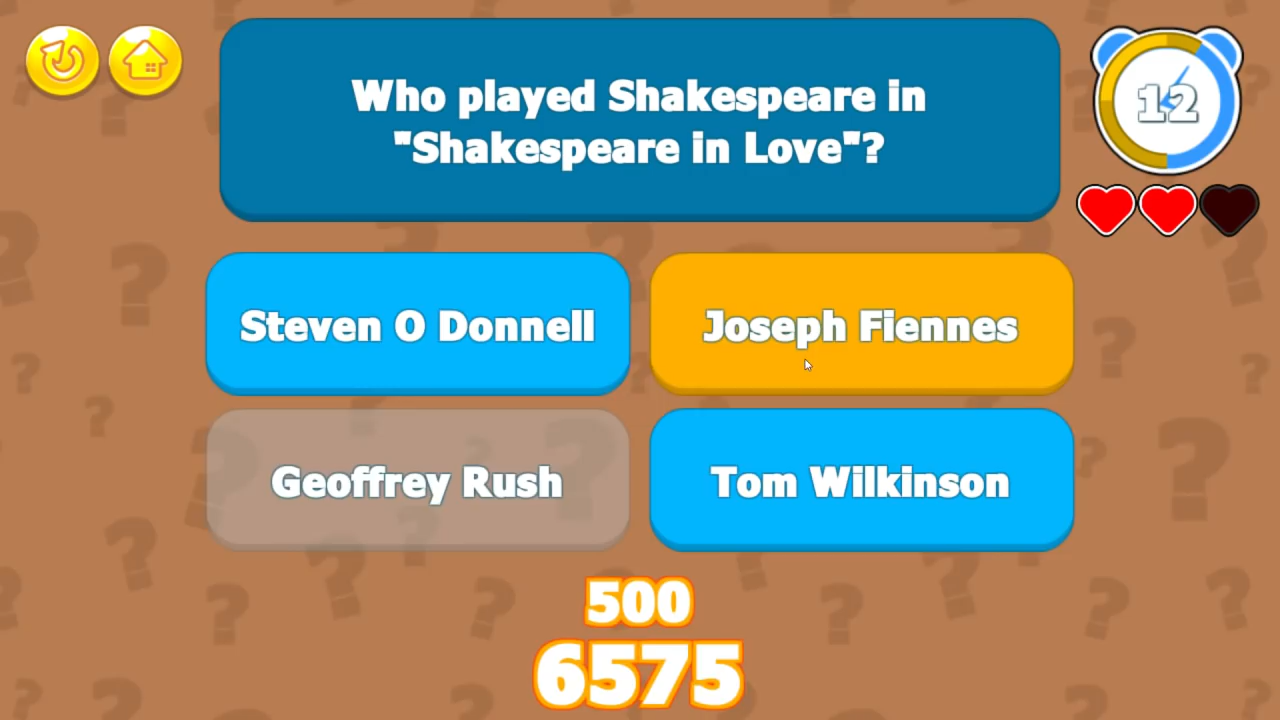 Who played Shakespeare in
"Shakespeare in Love"?
12
Steven O Donnell
Joseph Fiennes
Geoffrey Rush
Tom Wilkinson
500
6575